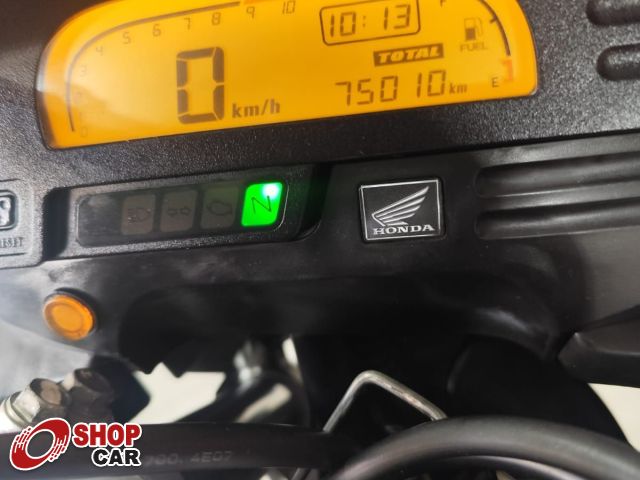 3 4 5 6 7 8 9 10
10:13
F
FUEL
TOTAL
0 km/h
75010 km
E
N
HONDA
SHOP
CAR
4E07